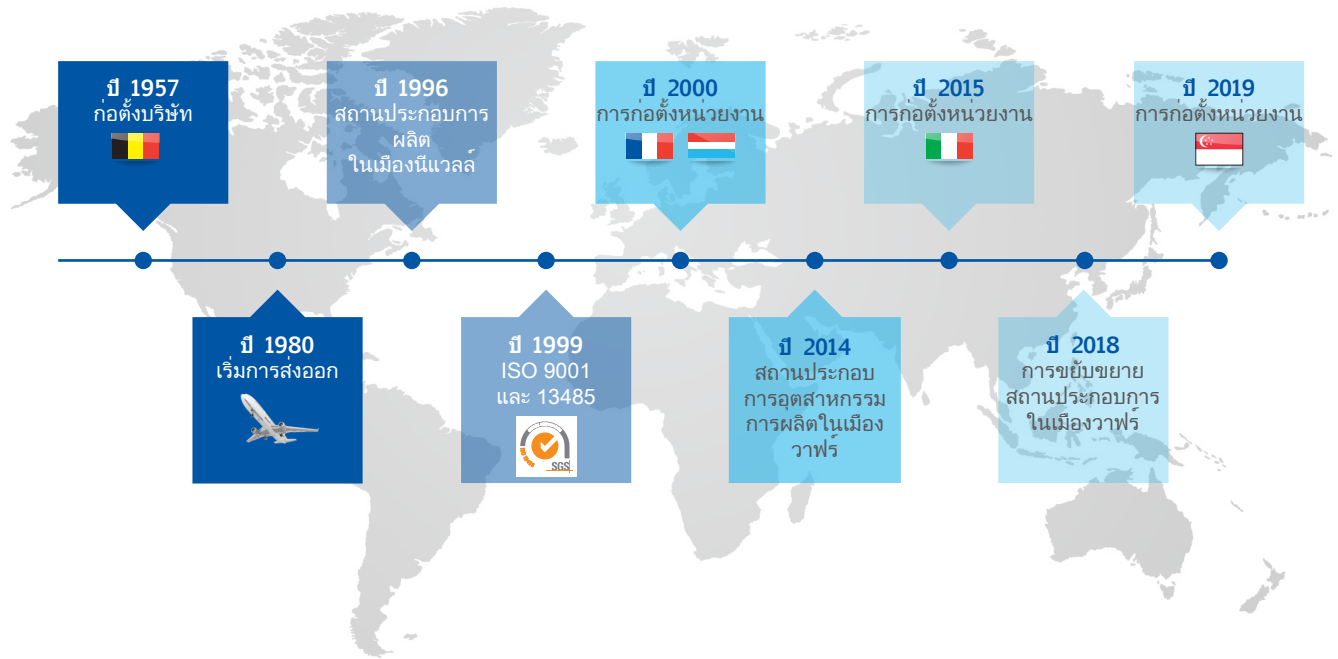 ปี 1957
ก่อตั้งบริษัท
ปี 1980
เริ่มการส่งออก
ปี 1996
สถานประกอบการ
ผลิต
ในเมืองนีแวลล์
ปี 1999
ISO 9001
และ 13485
SGS
ปี 2000
การก่อตั้งหน่วยงาน
ปี 2014
สถานประกอบ
การอุตสาหกรรม
การผลิตในเมือง
วาฟร์
ปี 2015
การก่อตั้งหน่วยงาน
ปี 2018
การขยับขยาย
สถานประกอบการ
ในเมืองวาฟร์
ปี 2019
การก่อตั้งหน่วยงาน